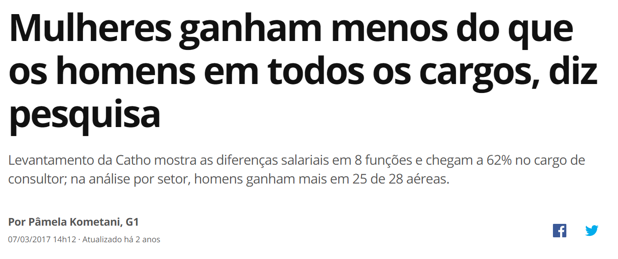 Mulheres ganham menos do que
os homens em todos os cargos, diz
pesquisa
Levantamento da Catho mostra as diferenças salariais em 8 funções e chegam a 62% no cargo de
consultor; na análise por setor, homens ganham mais em 25 de 28 aéreas.
Por Pâmela Kometani, G1
07/03/2017 14h12 · Atualizado há 2 anos